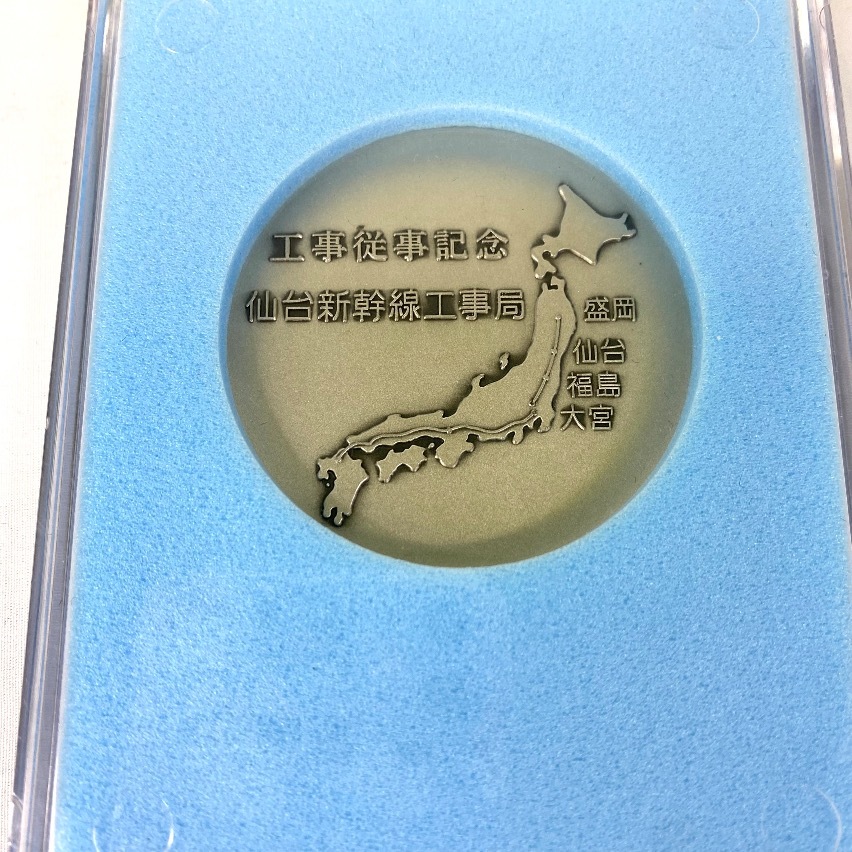 工事従事記念
仙台新幹線工事局
盛岡
仙台
福島
大宮